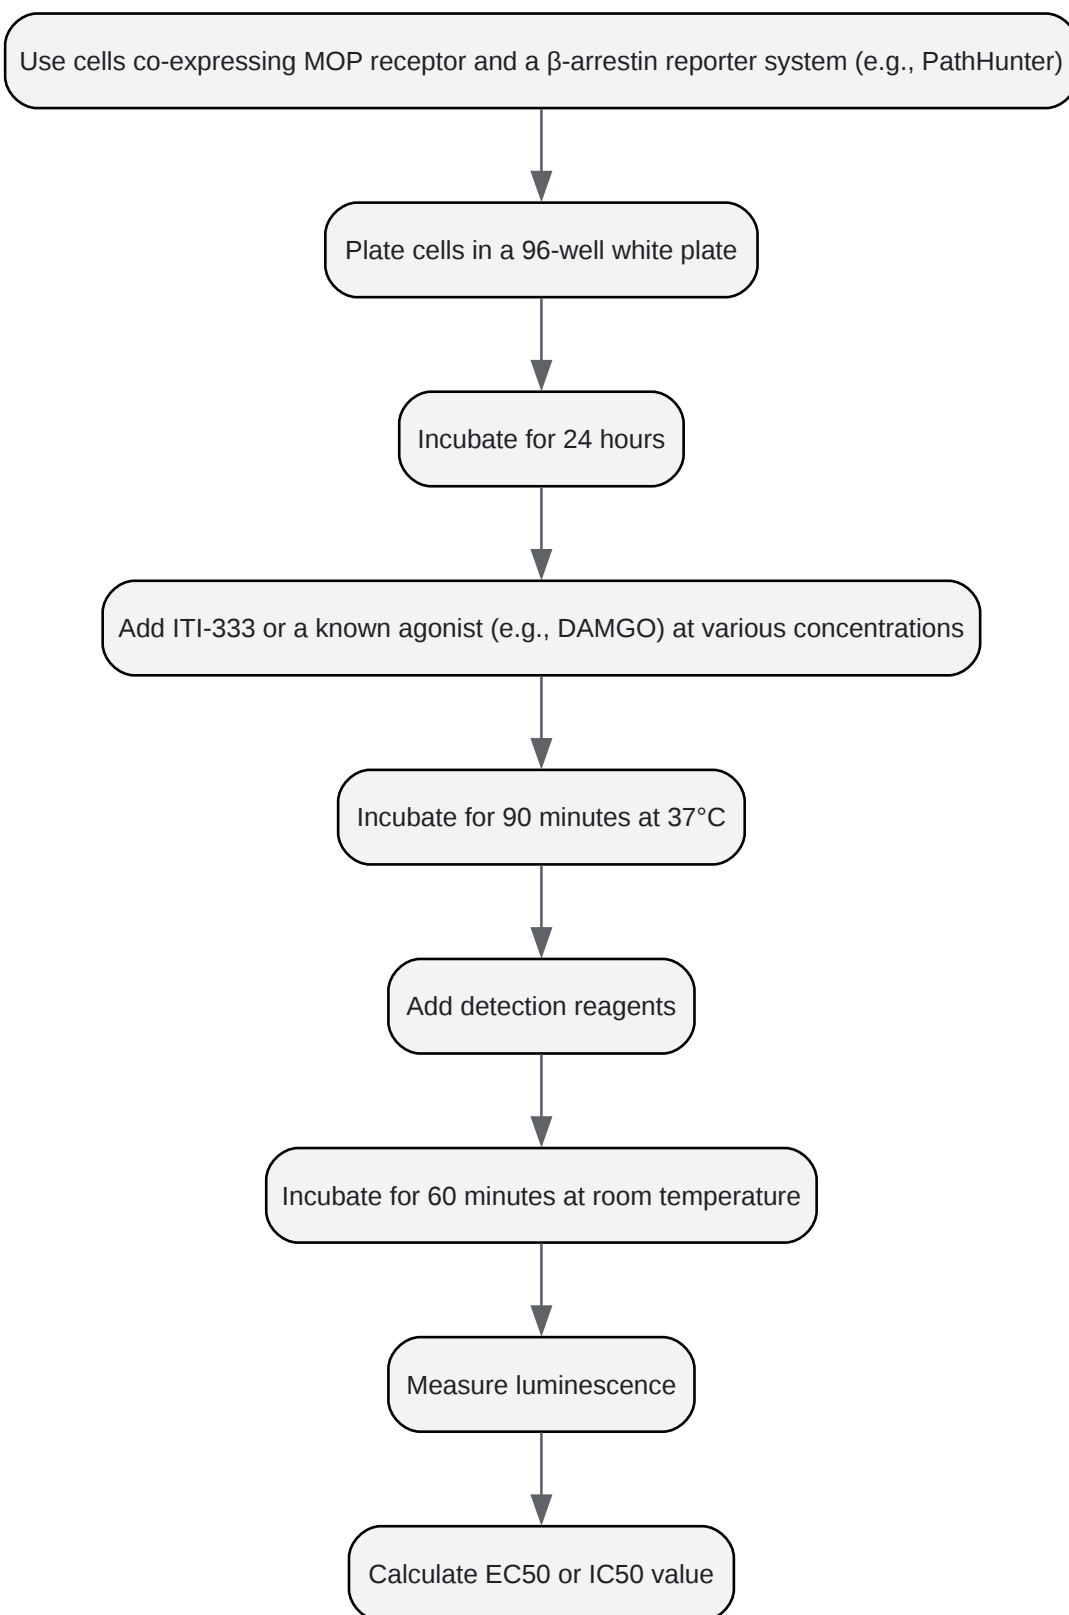 Use cells co-expressing MOP receptor and a β-arrestin reporter system (e.g., PathHunter)
Plate cells in a 96-well white plate
Incubate for 24 hours
Add ITI-333 or a known agonist (e.g., DAMGO) at various concentrations
Incubate for 90 minutes at 37°C
Add detection reagents
Incubate for 60 minutes at room temperature
Measure luminescence
Calculate EC50 or IC50 value